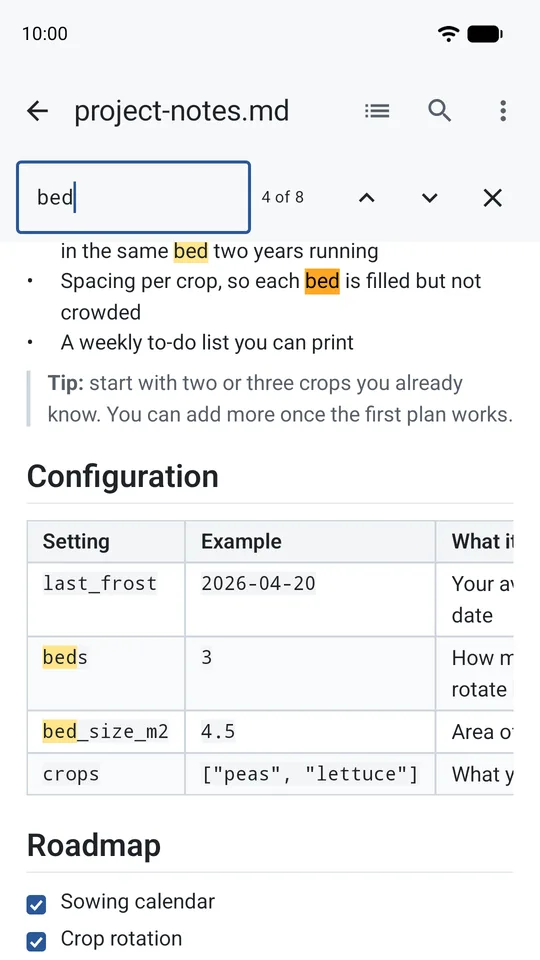 10:00
project-notes.md
bed
4 of 8
in the same bed two years running
• Spacing per crop, so each bed is filled but not
crowded
• A weekly to-do list you can print
Tip: start with two or three crops you already
know. You can add more once the first plan works.
Configuration
Setting Example What it
last_frost 2026-04-20 Your av
date
beds 3 How m
rotate
bed_size_m2 4.5 Area of
crops ["peas", "lettuce"] What y
Roadmap
Sowing calendar
Crop rotation